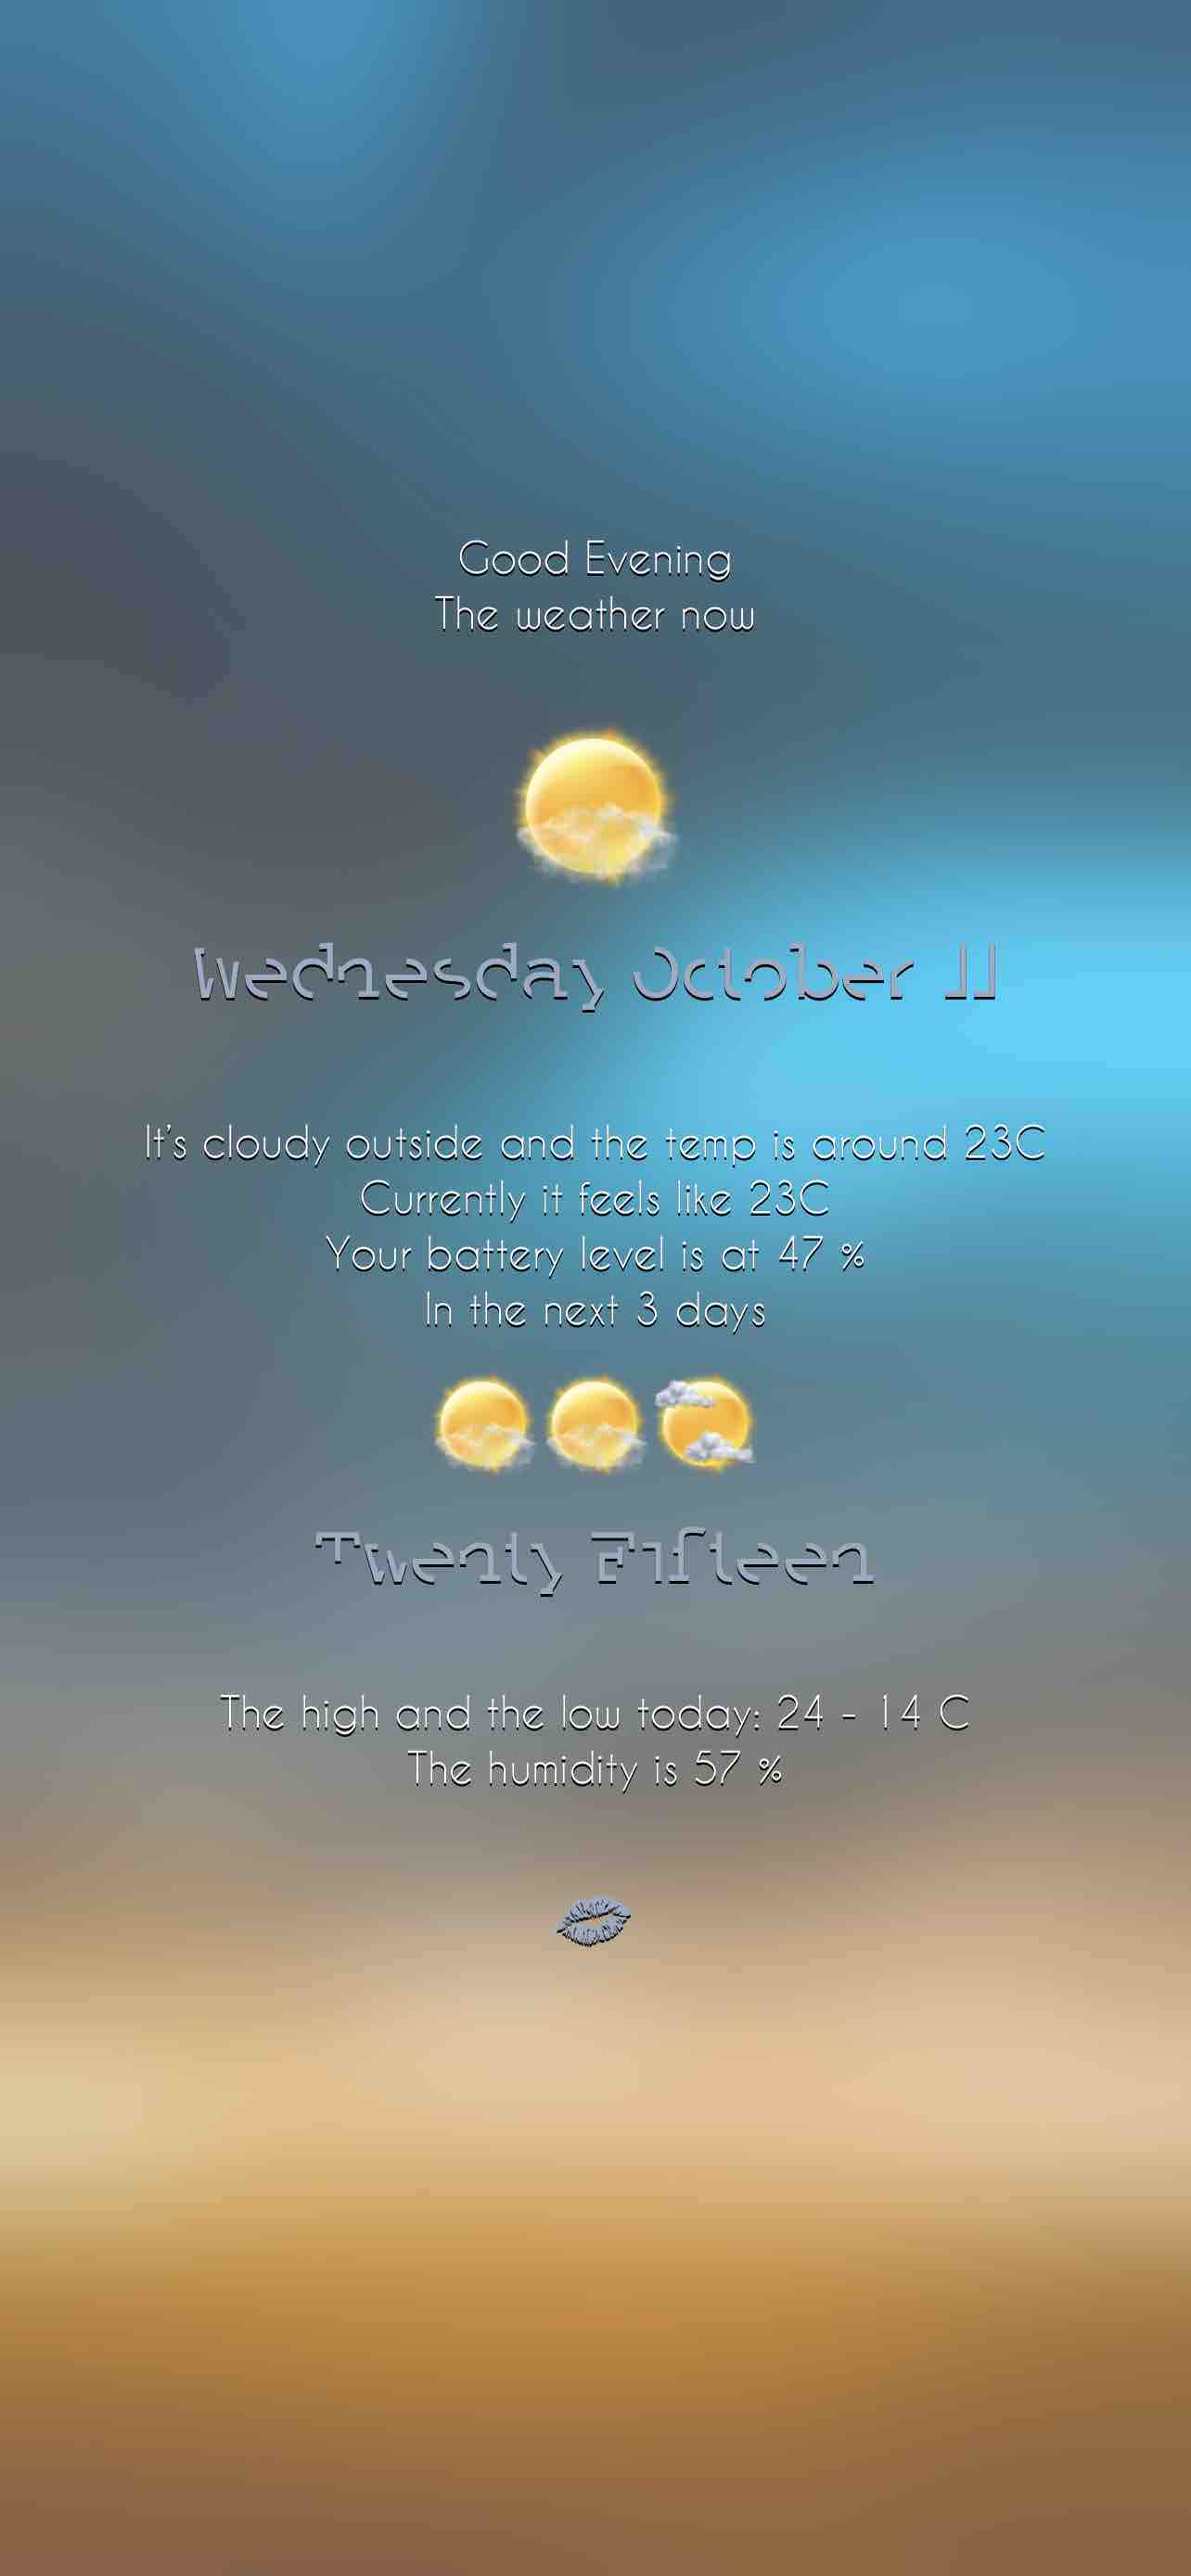 Good Evening
The weather now
Wednesday October 11
It's cloudy outside and the temp is around 23C
Currently it feels like 23C
Your battery level is at 47 %
In the next 3 days
Twenty Fifteen
The high and the low today: 24 - 14 C
The humidity is 57 %